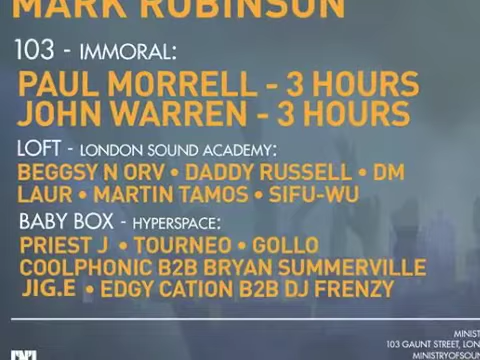 MARK ROBINSON
103 - IMMORAL:
PAUL MORRELL - 3 HOURS
JOHN WARREN - 3 HOURS
LOFT - LONDON SOUND ACADEMY:
BEGGSY N ORV • DADDY RUSSELL • DM
LAUR • MARTIN TAMOS • SIFU-WU
BABY BOX - HYPERSPACE:
PRIEST J • TOURNEO • GOLLO
COOLPHONIC B2B BRYAN SUMMERVILLE
JIG.E • EDGY CATION B2B DJ FRENZY
MINIST
103 GAUNT STREET, LON
MINISTRYOFSOUN